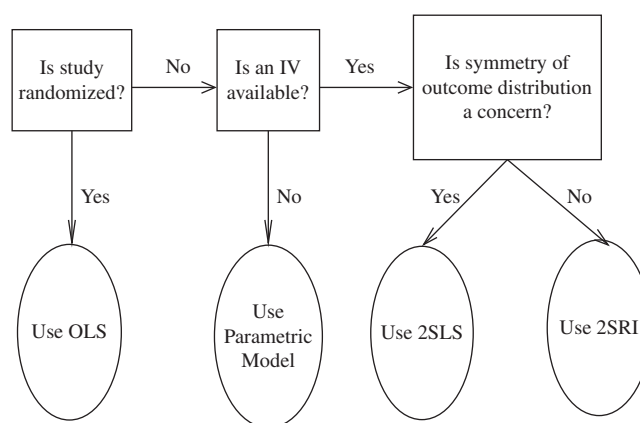 Is study
randomized?
No
Is an IV
available?
Yes
Is symmetry of
outcome distribution
a concern?
Yes
No
Yes
No
Use OLS
Use
Parametric
Model
Use 2SLS
Use 2SRI